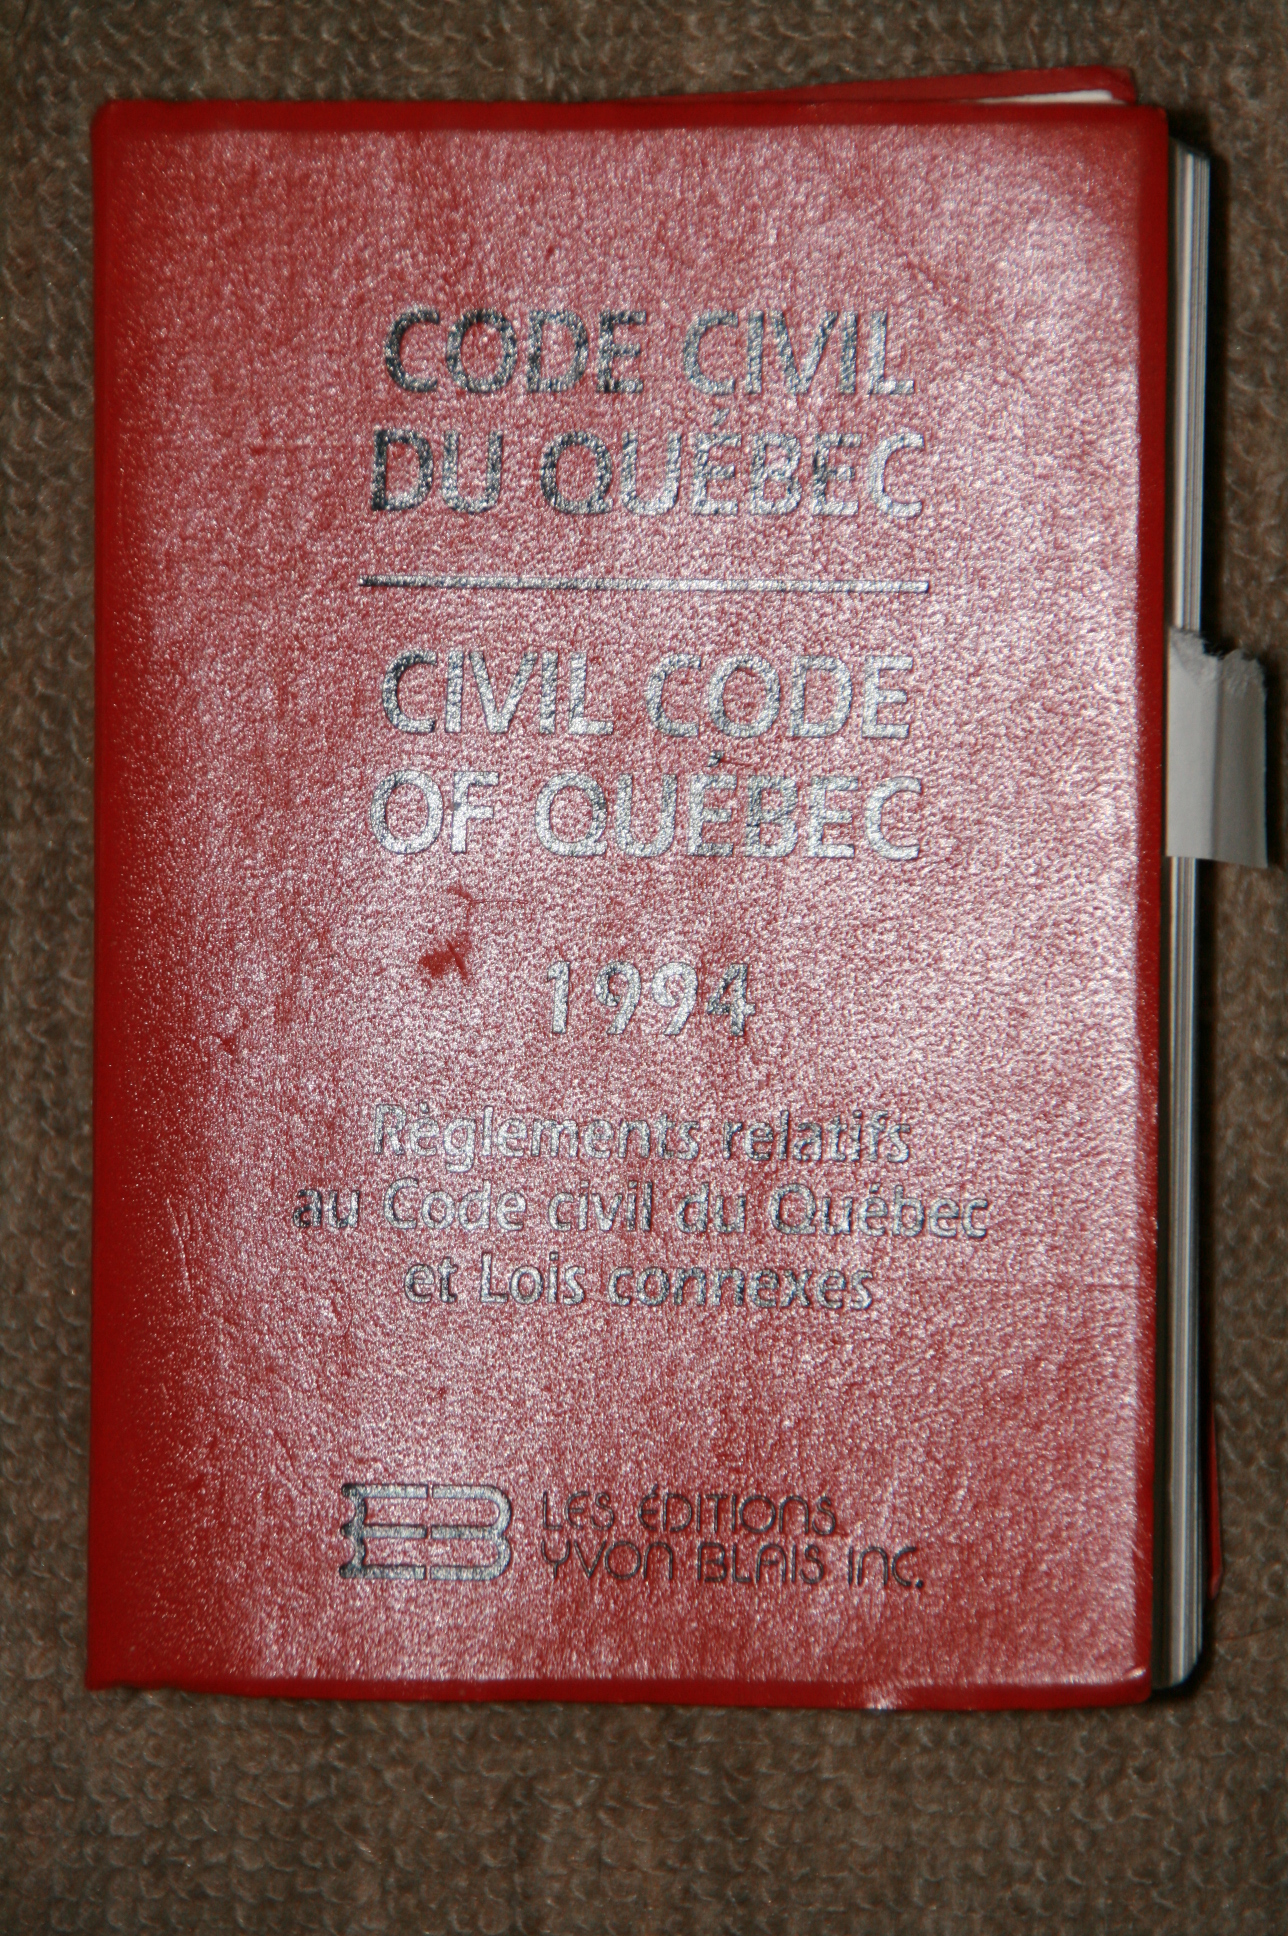 CODE CIVIL
DU QUÉBEC
CIVIL CODE
OF QUÉBEC
1994
Règlements relatifs
au Code civil du Québec
et Lois connexes
EB LES ÉDITIONS
YVON BLAIS INC.